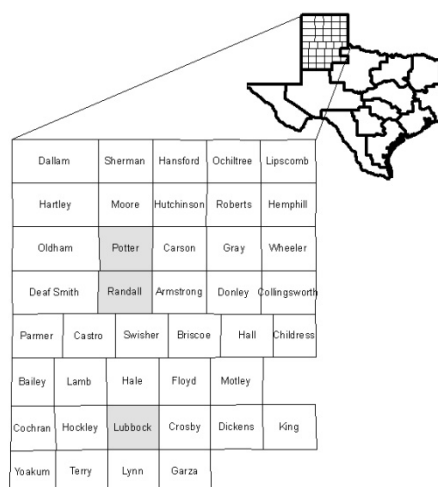 Dallam Sherman Hansford Ochiltree Lipscomb
Hartley Moore Hutchinson Roberts Hemphill
Oldham Potter Carson Gray Wheeler
Deaf Smith Randall Armstrong Donley Collingsworth
Parmer Castro Swisher Briscoe Hall Childress
Bailey Lamb Hale Floyd Motley
Cochran Hockley Lubbock Crosby Dickens King
Yoakum Terry Lynn Garza